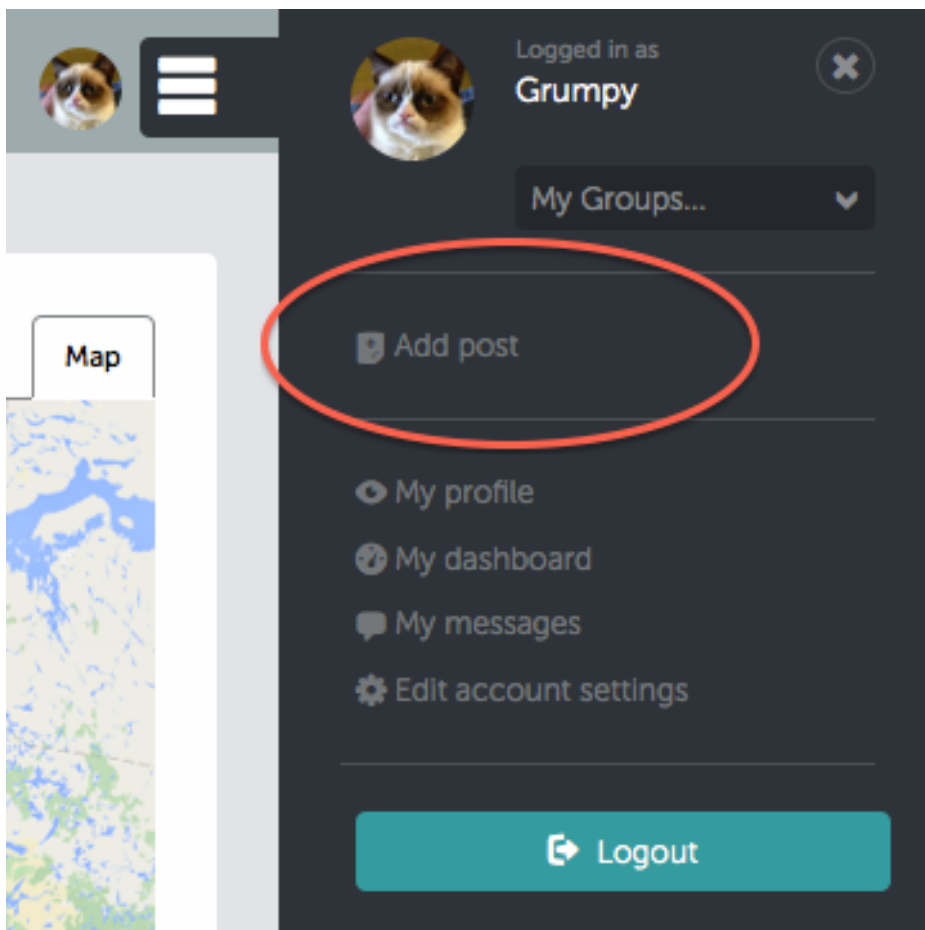 Logged in as
Grumpy
My Groups...
Map
Add post
My profile
My dashboard
My messages
Edit account settings
Logout